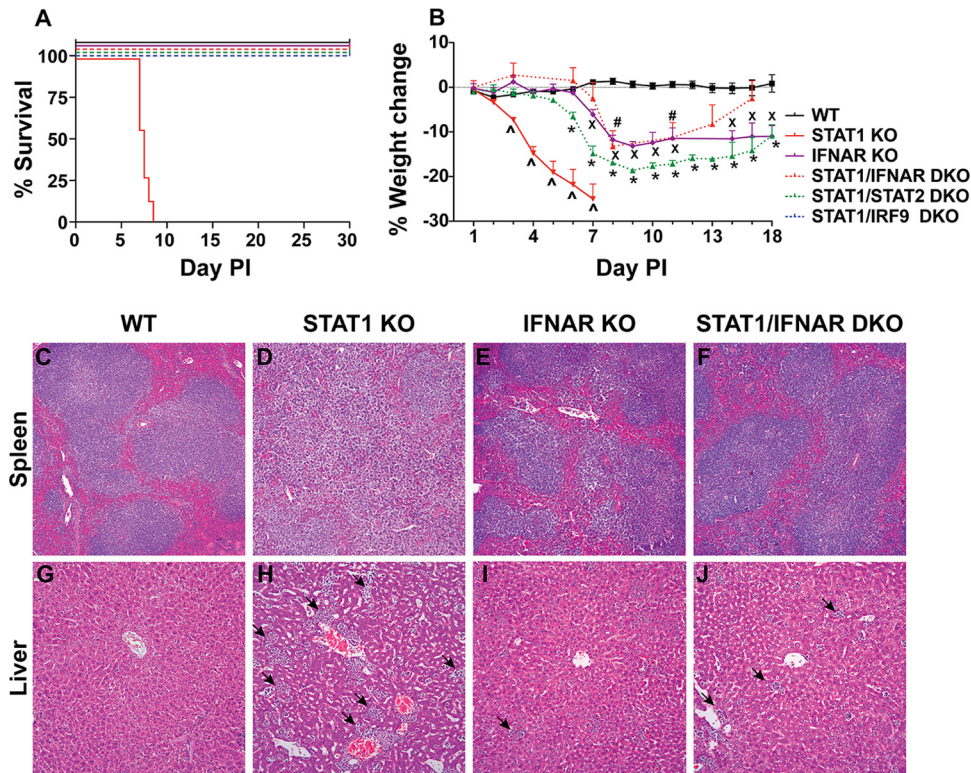 A
% Survival
100
75
50
25
0
0 5 10 15 20 25 30
Day PI
B
% Weight change
10
0
-10
-20
-30
^ ^ ^ ^ ^
* * * * * * * * * * * *
x x x x x x x x
# #
1 4 7 10 13 18
Day PI
WT
STAT1 KO
IFNAR KO
STAT1/IFNAR DKO
STAT1/STAT2 DKO
STAT1/IRF9 DKO
WT STAT1 KO IFNAR KO STAT1/IFNAR DKO
Spleen
C D E F
Liver
G H I J